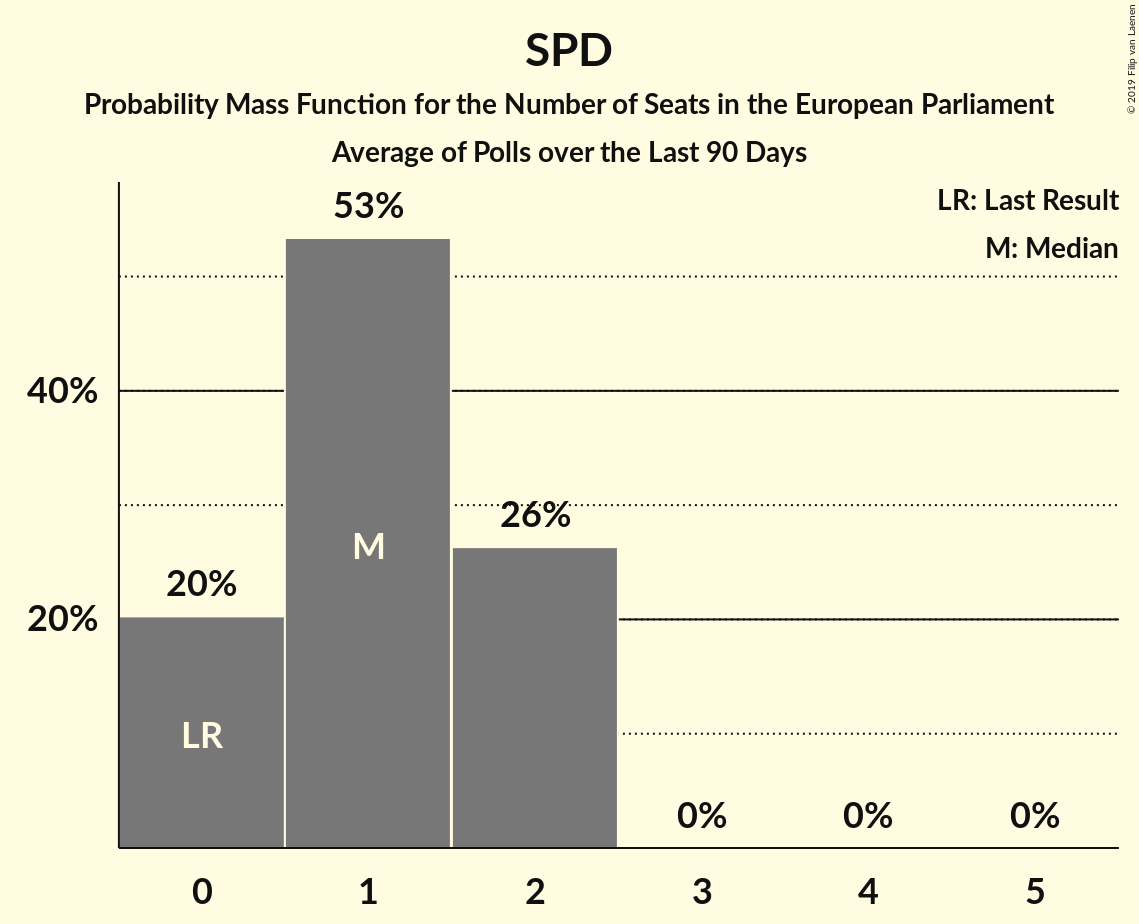 SPD
Probability Mass Function for the Number of Seats in the European Parliament
Average of Polls over the Last 90 Days
© 2019 Filip van Laenen
LR: Last Result
M: Median
53%
40%
26%
M
20%
20%
LR
0% 0% 0%
0 1 2 3 4 5